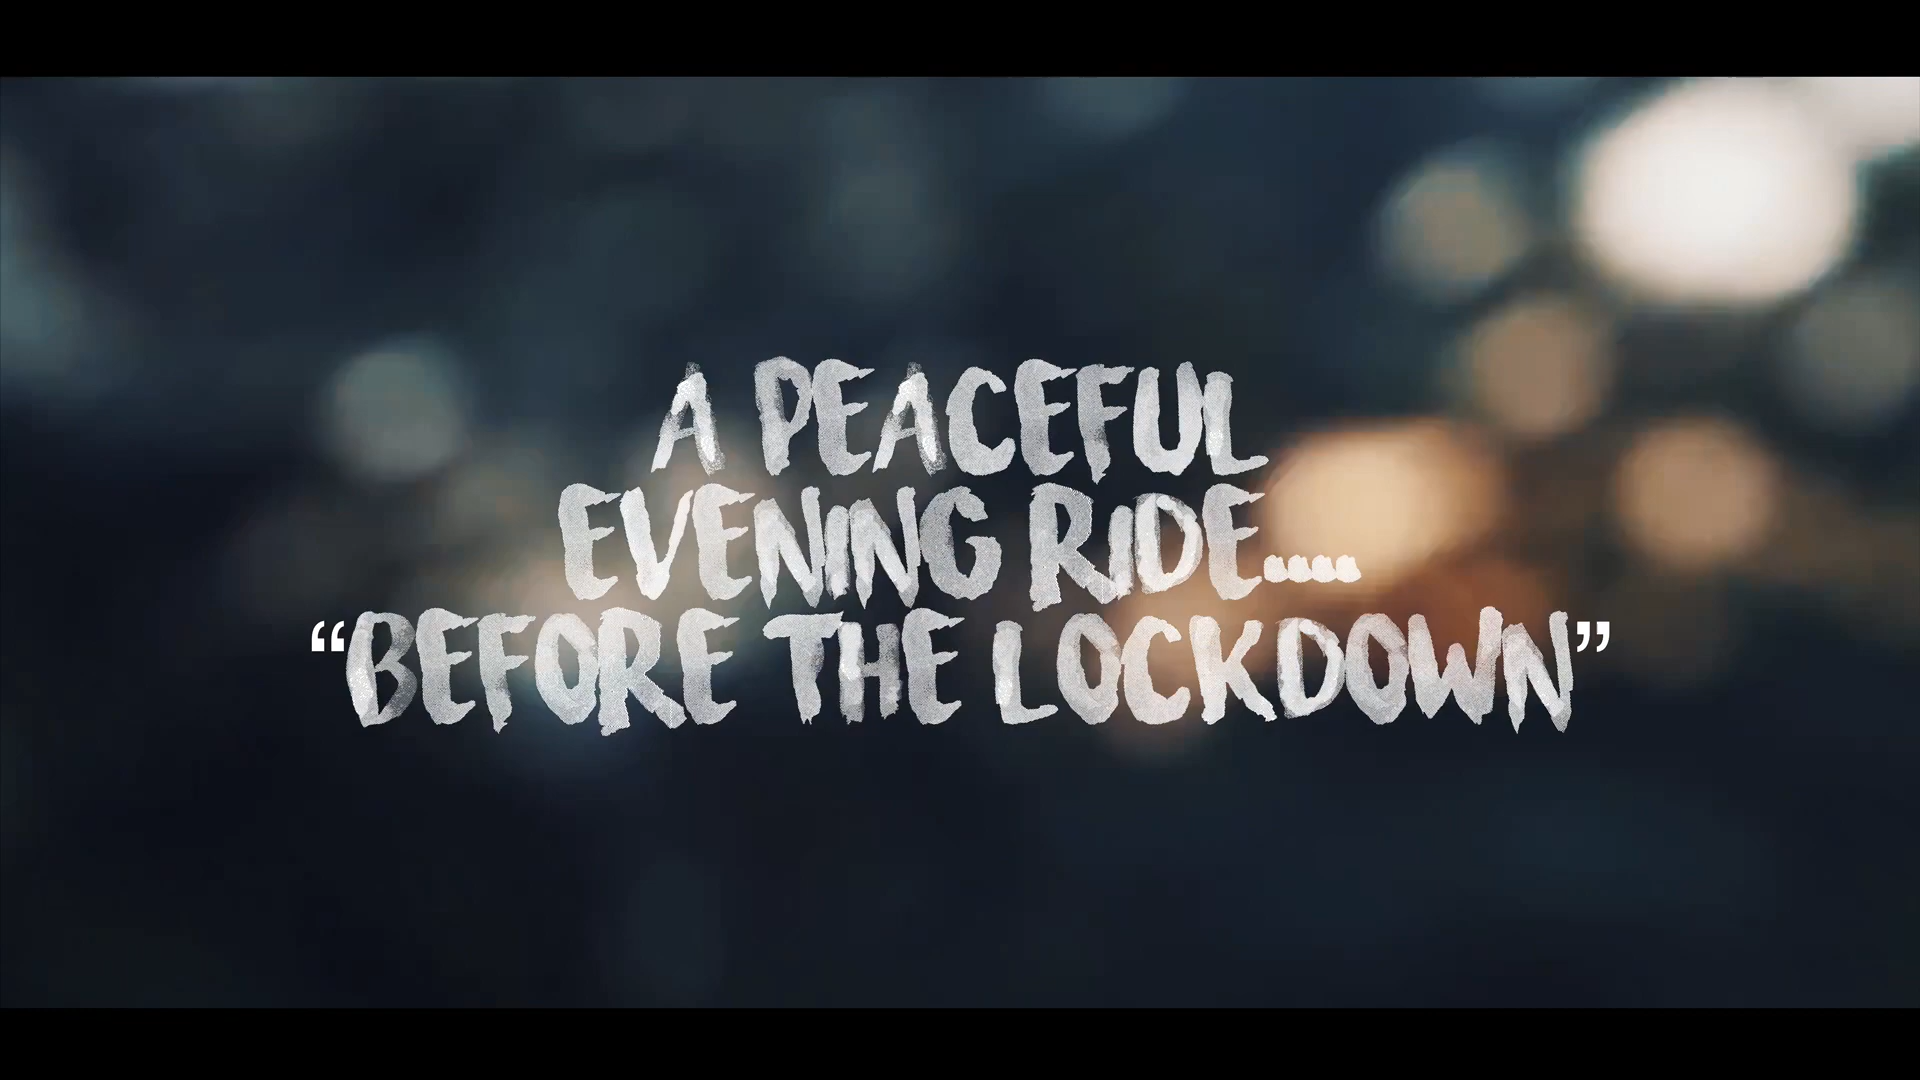 A PEACEFUL
EVENING RIDE....
“BEFORE THE LOCKDOWN”